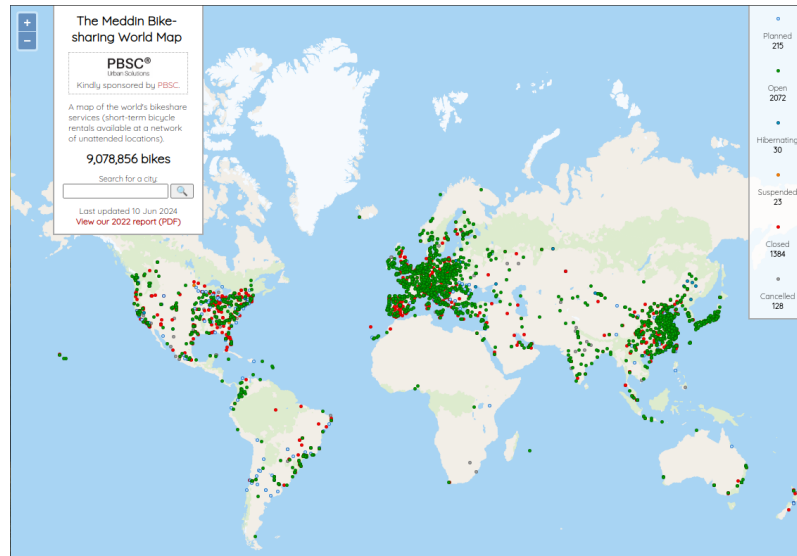 +
–
The Meddin Bike-
sharing World Map
PBSC®
Urban Solutions
Kindly sponsored by PBSC.
A map of the world's bikeshare
services (short-term bicycle
rentals available at a network
of unattended locations).
9,078,856 bikes
Search for a city:
Last updated 10 Jun 2024
View our 2022 report (PDF)
Planned
215
Open
2072
Hibernating
30
Suspended
23
Closed
1384
Cancelled
128